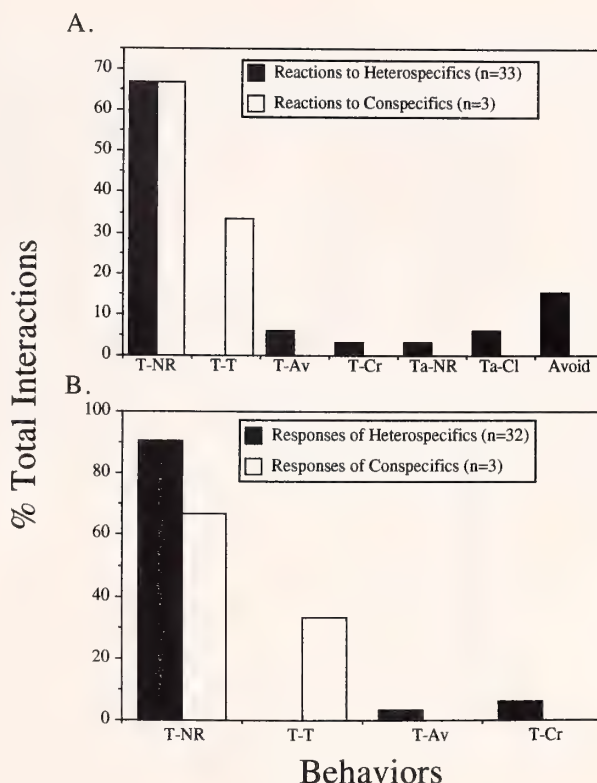 A.
% Total Interactions
70
60
50
40
30
20
10
0
Reactions to Heterospecifics (n=33)
Reactions to Conspecifics (n=3)
T-NR T-T T-Av T-Cr Ta-NR Ta-Cl Avoid
B.
100
80
60
40
20
0
Responses of Heterospecifics (n=32)
Responses of Conspecifics (n=3)
T-NR T-T T-Av T-Cr
Behaviors